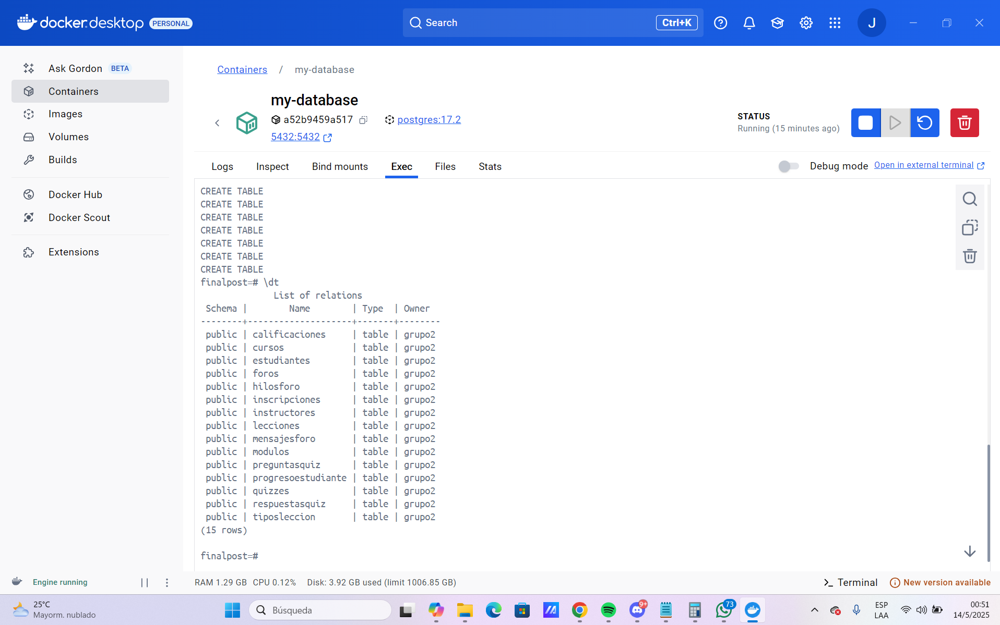 docker desktop PERSONAL
Search Ctrl+K
J
Ask Gordon BETA
Containers
Images
Volumes
Builds
Docker Hub
Docker Scout
Extensions
Containers / my-database
my-database
a52b9459a517 postgres:17.2
5432:5432
STATUS
Running (15 minutes ago)
Logs Inspect Bind mounts Exec Files Stats
Debug mode Open in external terminal
CREATE TABLE
CREATE TABLE
CREATE TABLE
CREATE TABLE
CREATE TABLE
CREATE TABLE
CREATE TABLE
finalpost=# \dt
List of relations
Schema | Name | Type | Owner
--------+--------------------+-------+--------
public | calificaciones | table | grupo2
public | cursos | table | grupo2
public | estudiantes | table | grupo2
public | foros | table | grupo2
public | hilosforo | table | grupo2
public | inscripciones | table | grupo2
public | instructores | table | grupo2
public | lecciones | table | grupo2
public | mensajesforo | table | grupo2
public | modulos | table | grupo2
public | preguntasquiz | table | grupo2
public | progresoestudiante | table | grupo2
public | quizzes | table | grupo2
public | respuestasquiz | table | grupo2
public | tiposleccion | table | grupo2
(15 rows)
finalpost=#
Engine running
RAM 1.29 GB CPU 0.12% Disk: 3.92 GB used (limit 1006.85 GB)
Terminal
New version available
25°C
Mayorm. nublado
Búsqueda
9+
73
ESP
LAA
00:51
14/5/2025